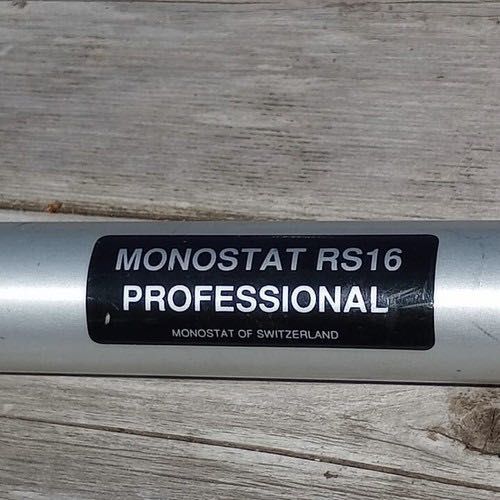 MONOSTAT RS16
PROFESSIONAL
MONOSTAT OF SWITZERLAND